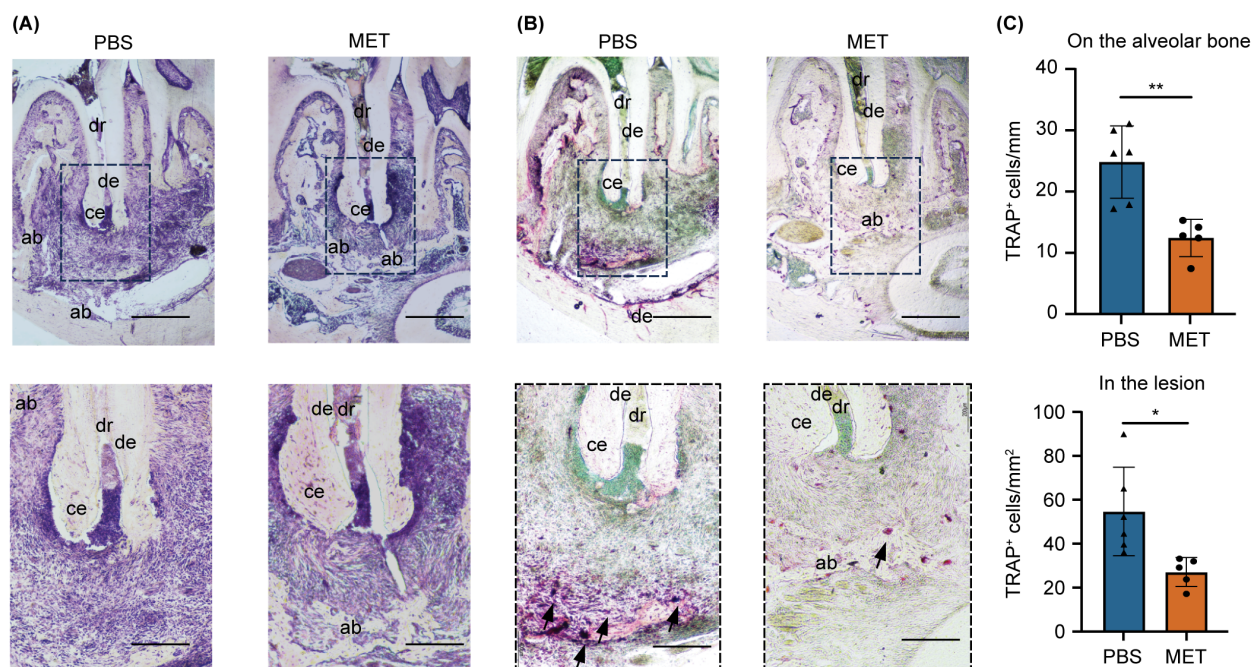 (A)
PBS
MET
dr
de
ce
ab
ab
dr
de
ce
ab
ab
ab
dr
de
ce
de
dr
ce
ab
(B)
PBS
MET
dr
de
ce
de
dr
de
ce
ab
de
dr
ce
de
dr
ce
ab
(C)
On the alveolar bone
TRAP⁺ cells/mm
40
30
20
10
0
**
PBS
MET
In the lesion
TRAP⁺ cells/mm²
100
80
60
40
20
0
*
PBS
MET